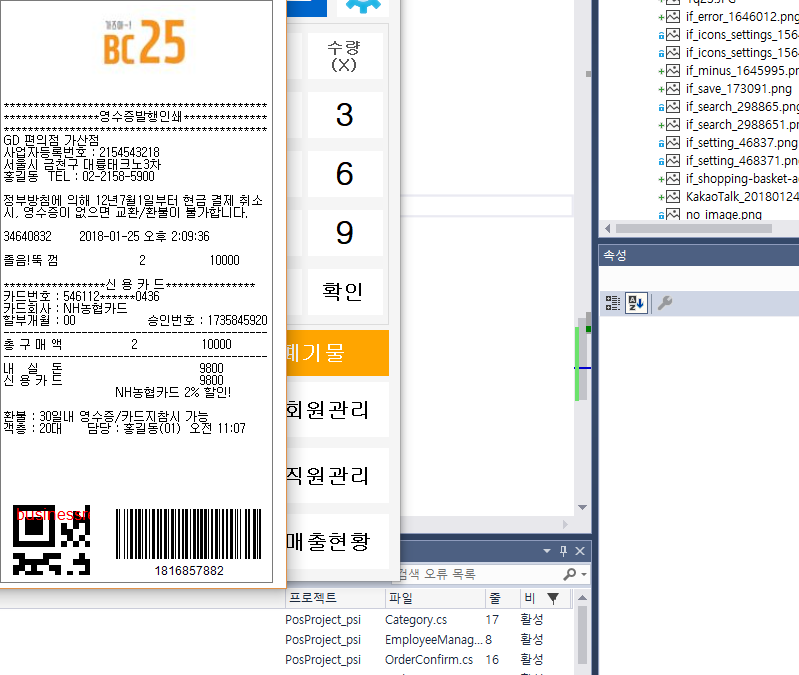 개죠아~!
BC 25
********************************************
****************영수증발행인쇄**************
********************************************
GD 편의점 가산점
사업자등록번호 : 2154543218
서울시 금천구 대륭테크노3차
홍길동 TEL : 02-2158-5900
정부방침에 의해 12년7월1일부터 현금 결제 취소
시, 영수증이 없으면 교환/환불이 불가합니다.
34640832 2018-01-25 오후 2:09:36
졸음!뚝 껌 2 10000
*****************신 용 카 드***************
카드번호 : 546112******0436
카드회사 : NH농협카드
할부개월 : 00 승인번호 : 1735845920
총 구 매 액 2 10000
내 실 돈 9800
신 용 카 드 9800
NH농협카드 2% 할인!
환불 : 30일내 영수증/카드지참시 가능
객층 : 20대 담당 : 홍길동(01) 오전 11:07
1816857882
수량
(X)
3
6
9
확인
폐기물
회원관리
직원관리
매출현황
if_error_1646012.png
if_icons_settings_156
if_icons_settings_156
if_minus_1645995.png
if_save_173091.png
if_search_298865.png
if_search_2988651.pn
if_setting_46837.png
if_setting_468371.png
if_shopping-basket-a
KakaoTalk_20180124
no_image.png
속성
검색 오류 목록
프로젝트 파일 줄 비
PosProject_psi Category.cs 17 활성
PosProject_psi EmployeeManag... 8 활성
PosProject_psi OrderConfirm.cs 16 활성